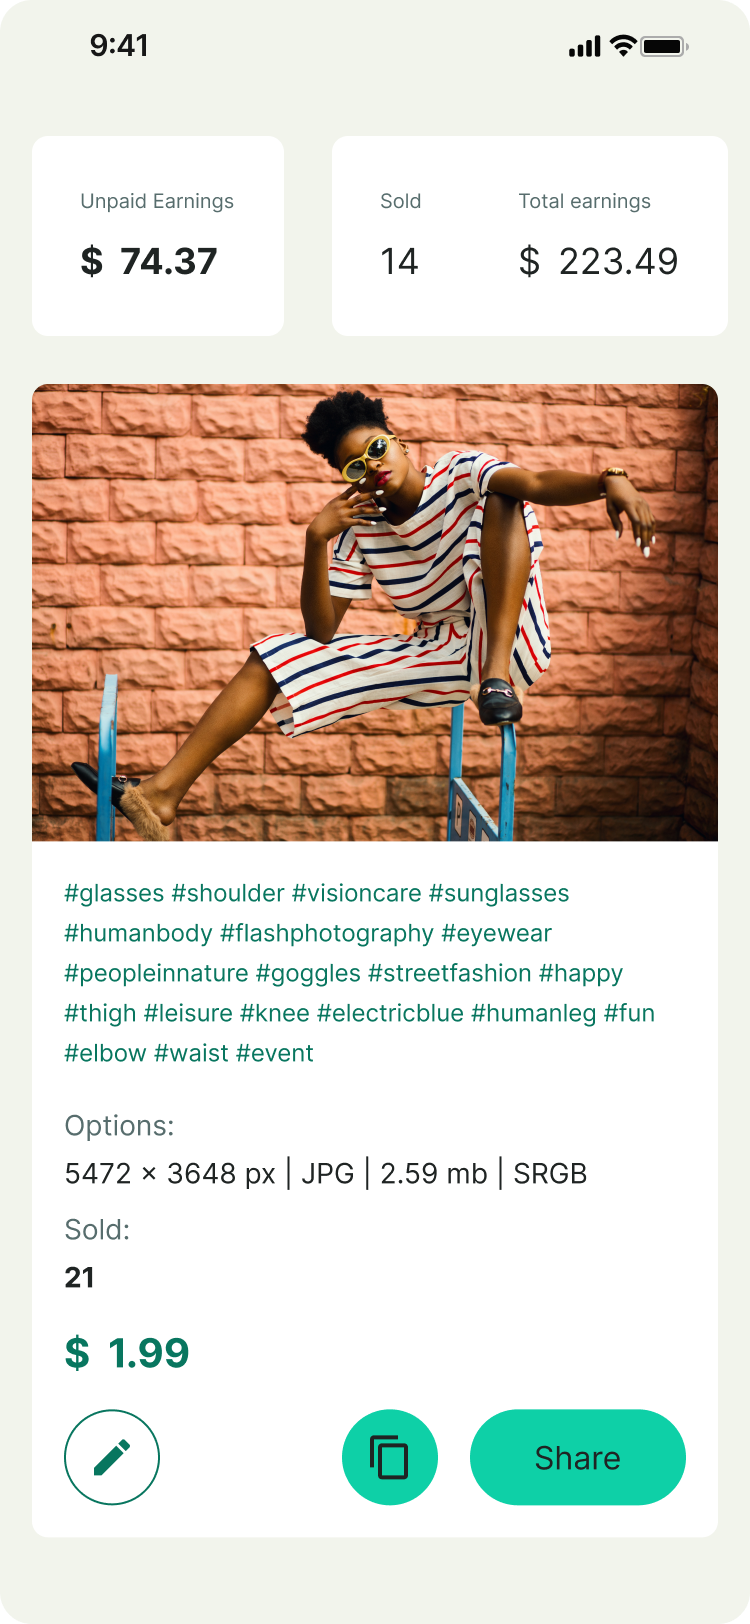 9:41
Unpaid Earnings
$ 74.37
Sold
14
Total earnings
$ 223.49
#glasses #shoulder #visioncare #sunglasses
#humanbody #flashphotography #eyewear
#peopleinnature #goggles #streetfashion #happy
#thigh #leisure #knee #electricblue #humanleg #fun
#elbow #waist #event
Options:
5472 × 3648 px | JPG | 2.59 mb | SRGB
Sold:
21
$ 1.99
Share